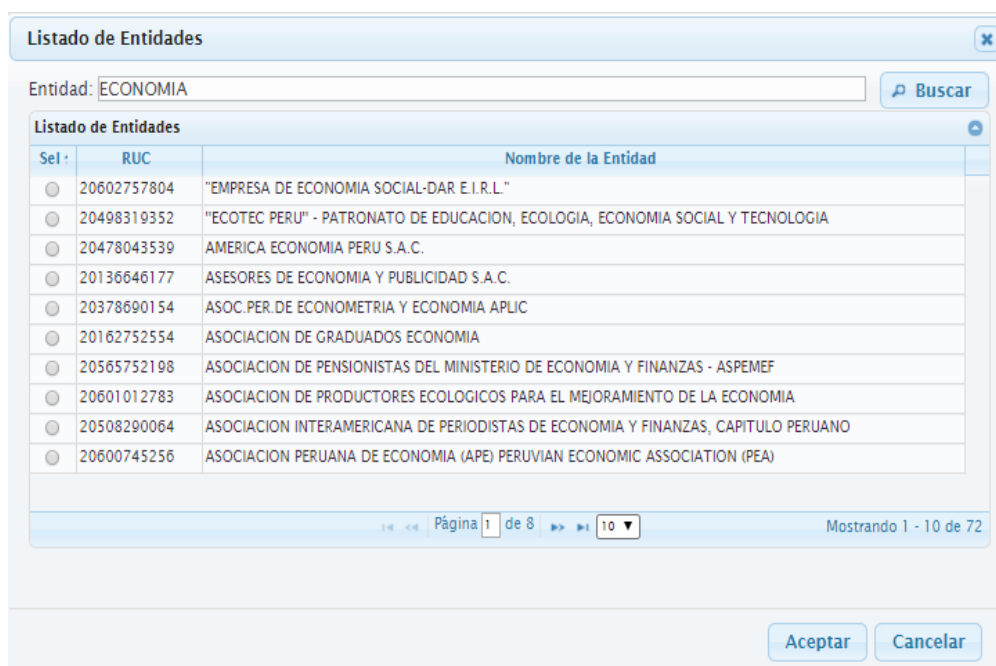 Listado de Entidades
Entidad: ECONOMIA Buscar
Listado de Entidades
Sel RUC Nombre de la Entidad
20602757804 "EMPRESA DE ECONOMIA SOCIAL-DAR E.I.R.L."
20498319352 "ECOTEC PERU" - PATRONATO DE EDUCACION, ECOLOGIA, ECONOMIA SOCIAL Y TECNOLOGIA
20478043539 AMERICA ECONOMIA PERU S.A.C.
20136646177 ASESORES DE ECONOMIA Y PUBLICIDAD S.A.C.
20378690154 ASOC.PER.DE ECONOMETRIA Y ECONOMIA APLIC
20162752554 ASOCIACION DE GRADUADOS ECONOMIA
20565752198 ASOCIACION DE PENSIONISTAS DEL MINISTERIO DE ECONOMIA Y FINANZAS - ASPEMEF
20601012783 ASOCIACION DE PRODUCTORES ECOLOGICOS PARA EL MEJORAMIENTO DE LA ECONOMIA
20508290064 ASOCIACION INTERAMERICANA DE PERIODISTAS DE ECONOMIA Y FINANZAS, CAPITULO PERUANO
20600745256 ASOCIACION PERUANA DE ECONOMIA (APE) PERUVIAN ECONOMIC ASSOCIATION (PEA)
Página 1 de 8 10 Mostrando 1 - 10 de 72
Aceptar Cancelar